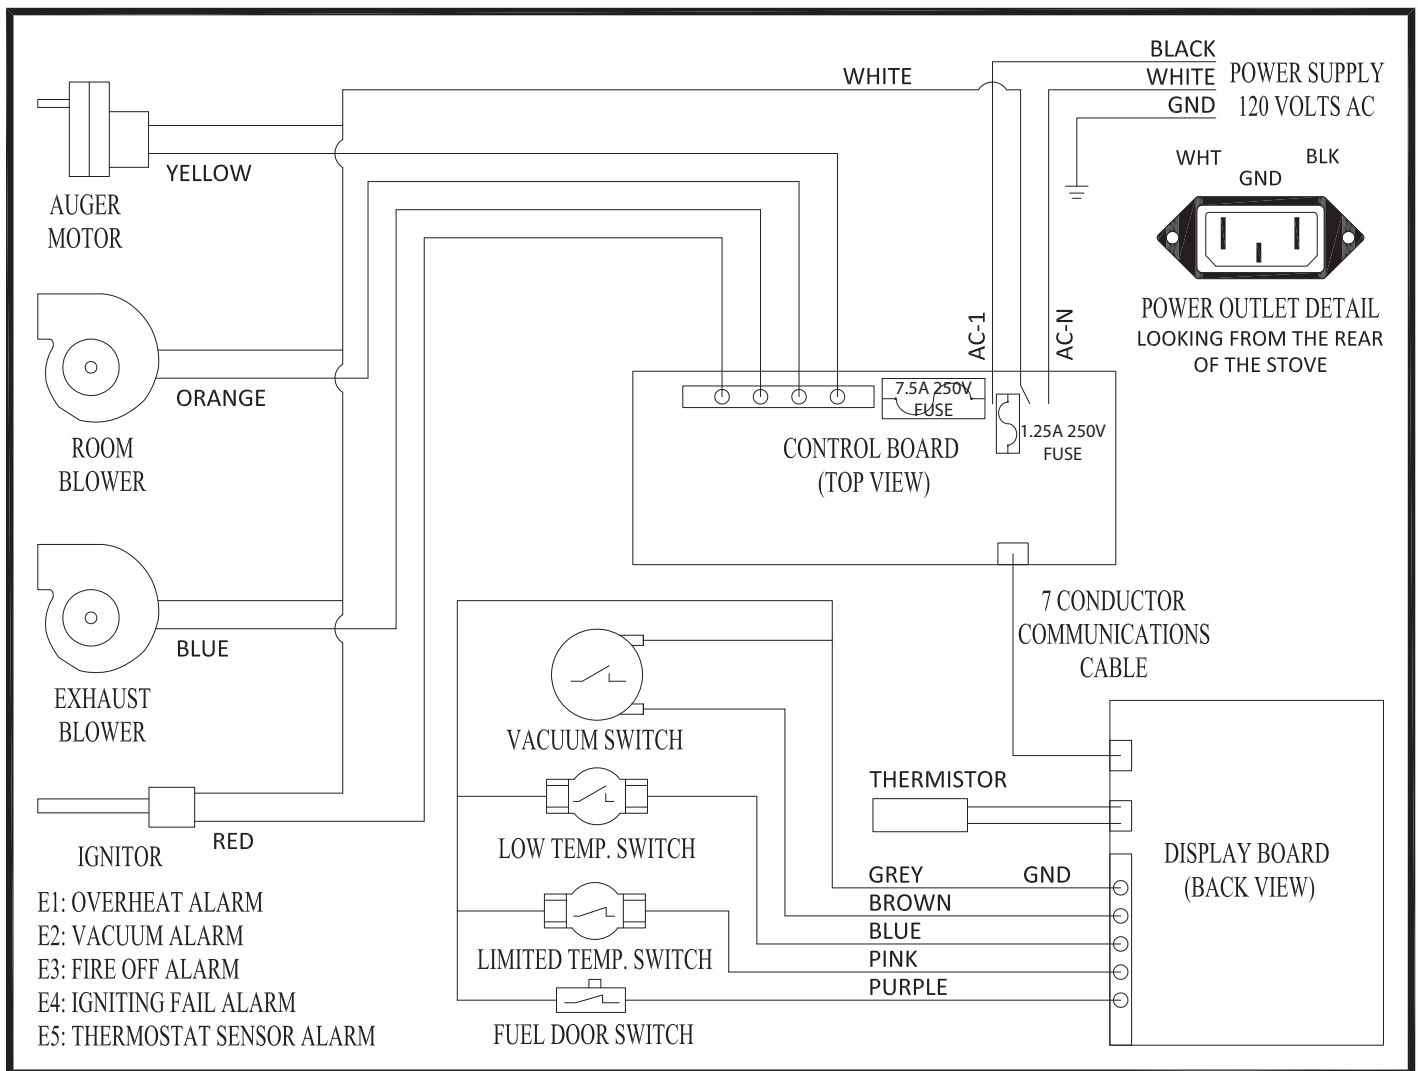 BLACK
WHITE
WHITE
GND
POWER SUPPLY
120 VOLTS AC
YELLOW
AUGER
MOTOR
WHT
BLK
GND
POWER OUTLET DETAIL
LOOKING FROM THE REAR
OF THE STOVE
AC-1
AC-N
ORANGE
ROOM
BLOWER
7.5A 250V
FUSE
1.25A 250V
FUSE
CONTROL BOARD
(TOP VIEW)
7 CONDUCTOR
COMMUNICATIONS
CABLE
BLUE
EXHAUST
BLOWER
VACUUM SWITCH
THERMISTOR
RED
IGNITOR
LOW TEMP. SWITCH
DISPLAY BOARD
(BACK VIEW)
GREY
GND
BROWN
BLUE
PINK
PURPLE
LIMITED TEMP. SWITCH
FUEL DOOR SWITCH
E1: OVERHEAT ALARM
E2: VACUUM ALARM
E3: FIRE OFF ALARM
E4: IGNITING FAIL ALARM
E5: THERMOSTAT SENSOR ALARM